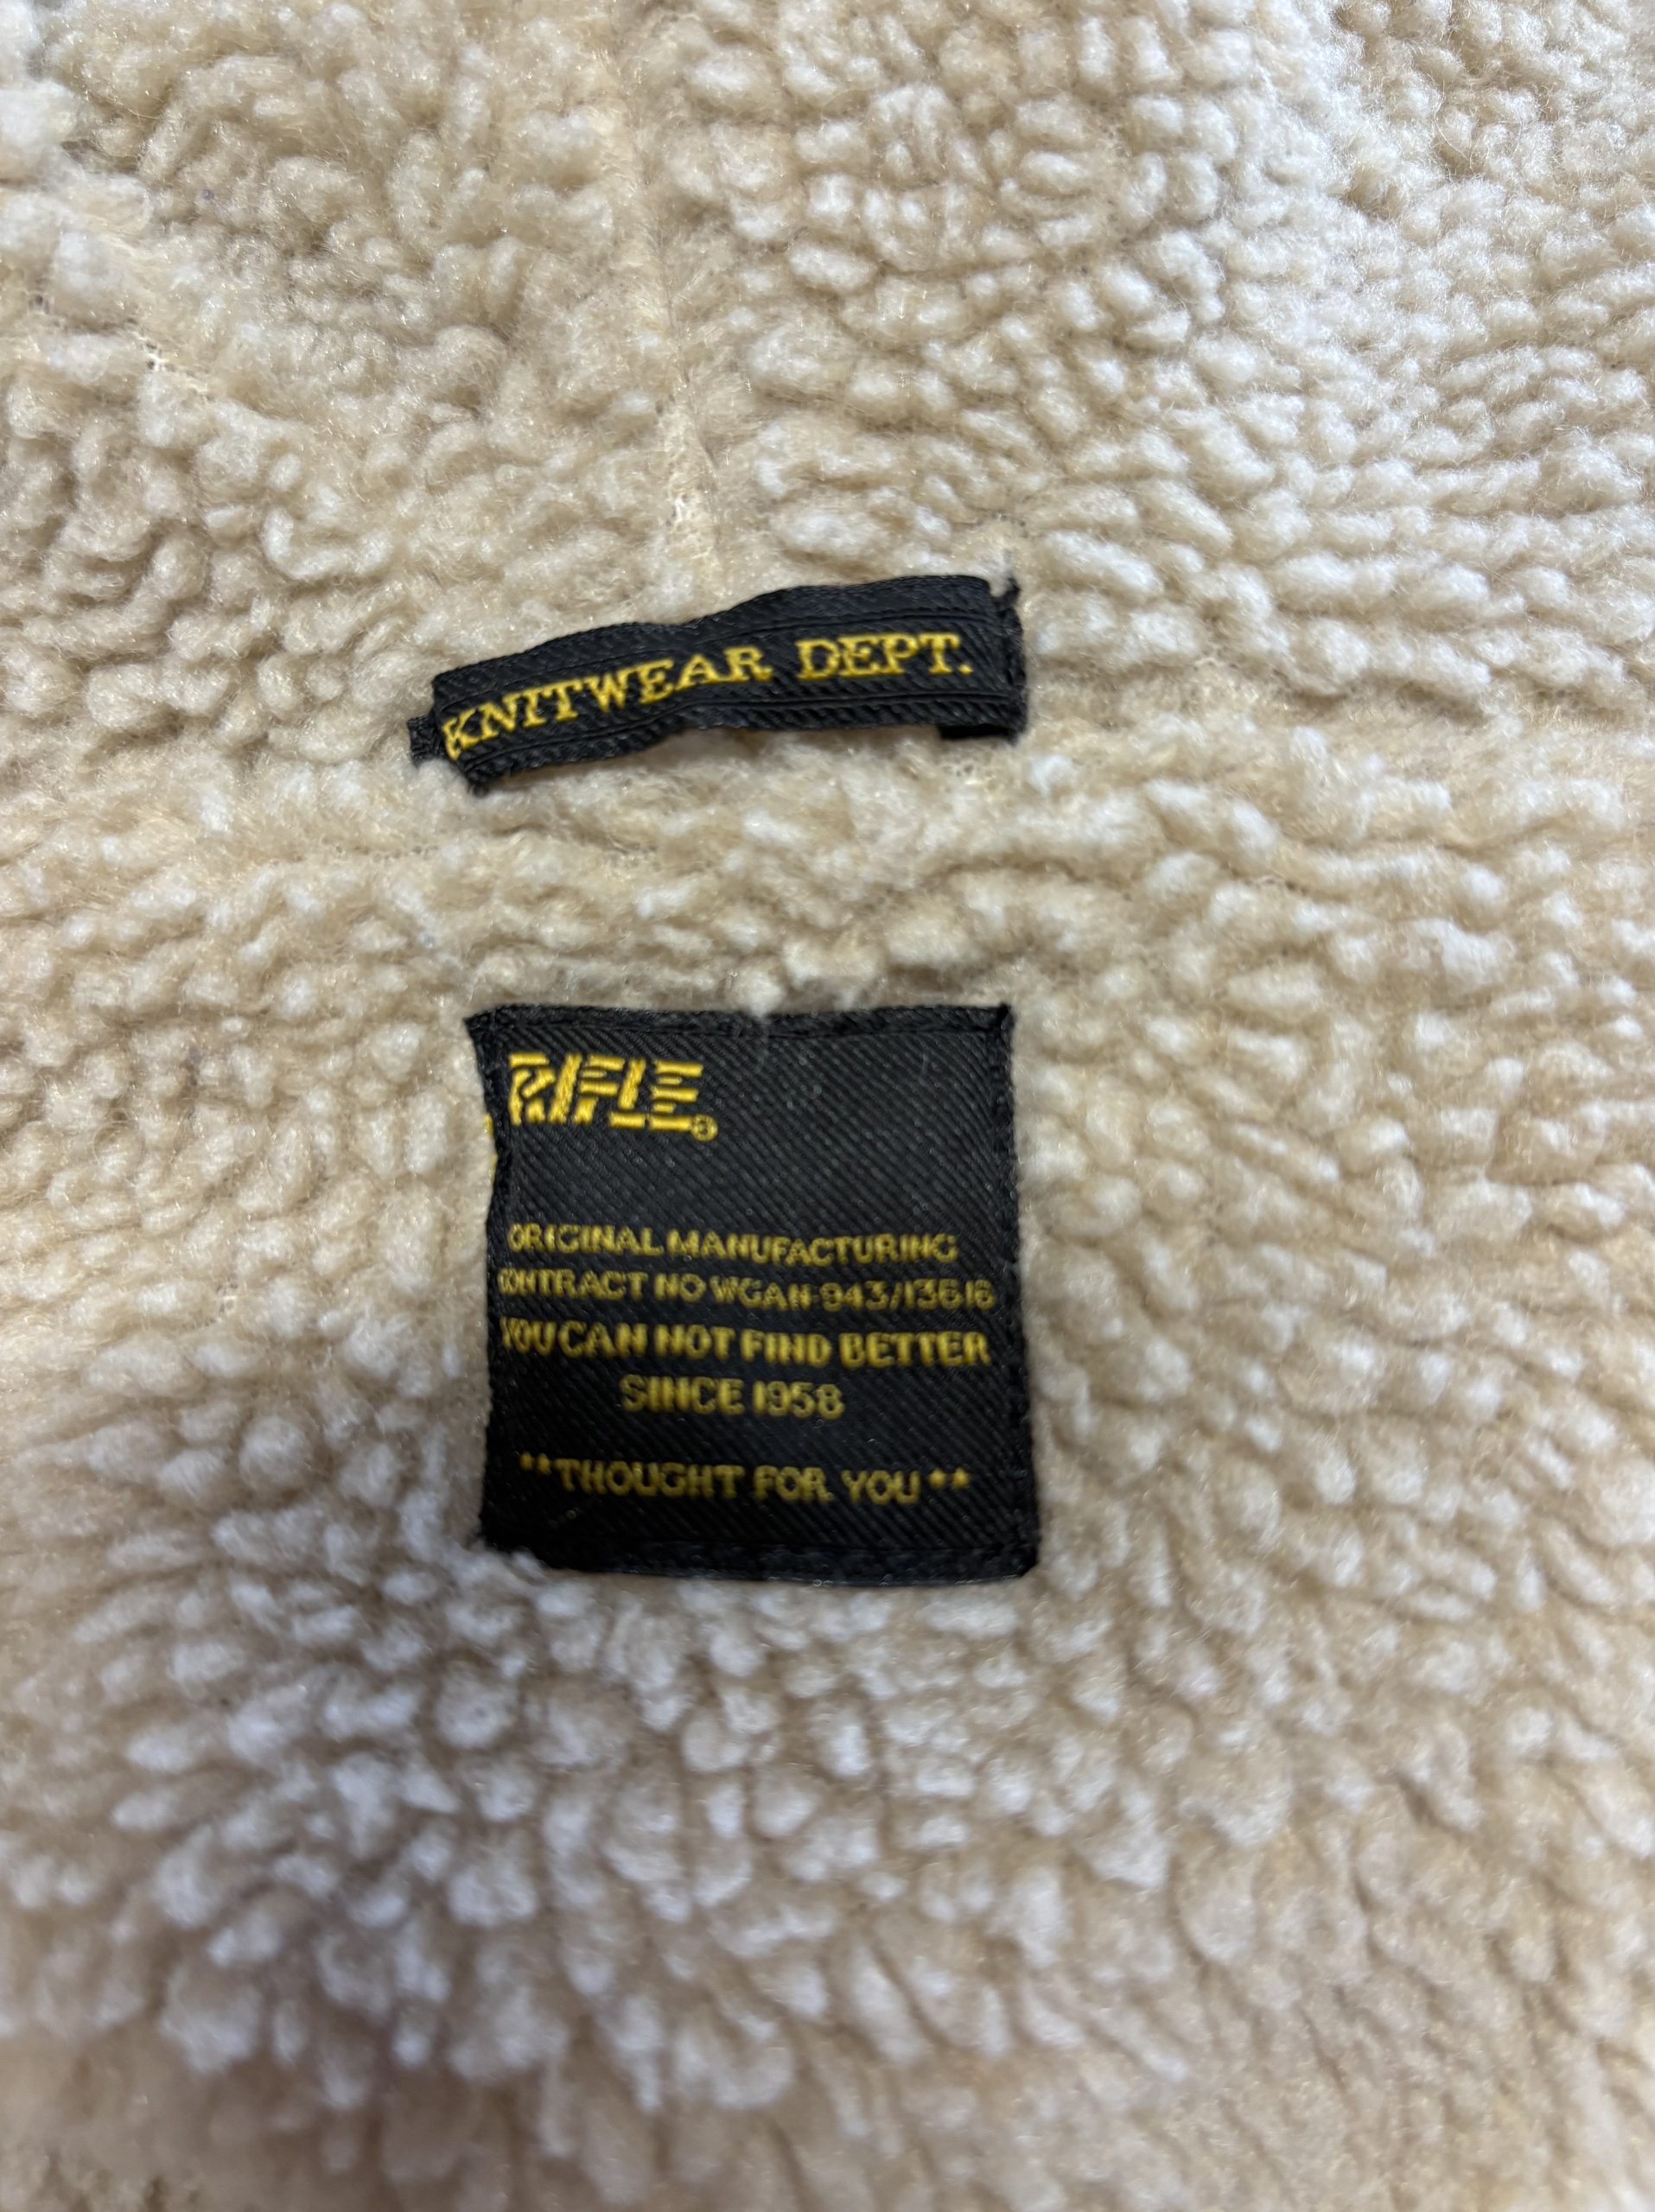 KNITWEAR DEPT.
RIFLE®
ORIGINAL MANUFACTURING
CONTRACT NO WGAN-943/13616
YOU CAN NOT FIND BETTER
SINCE 1958
**THOUGHT FOR YOU**